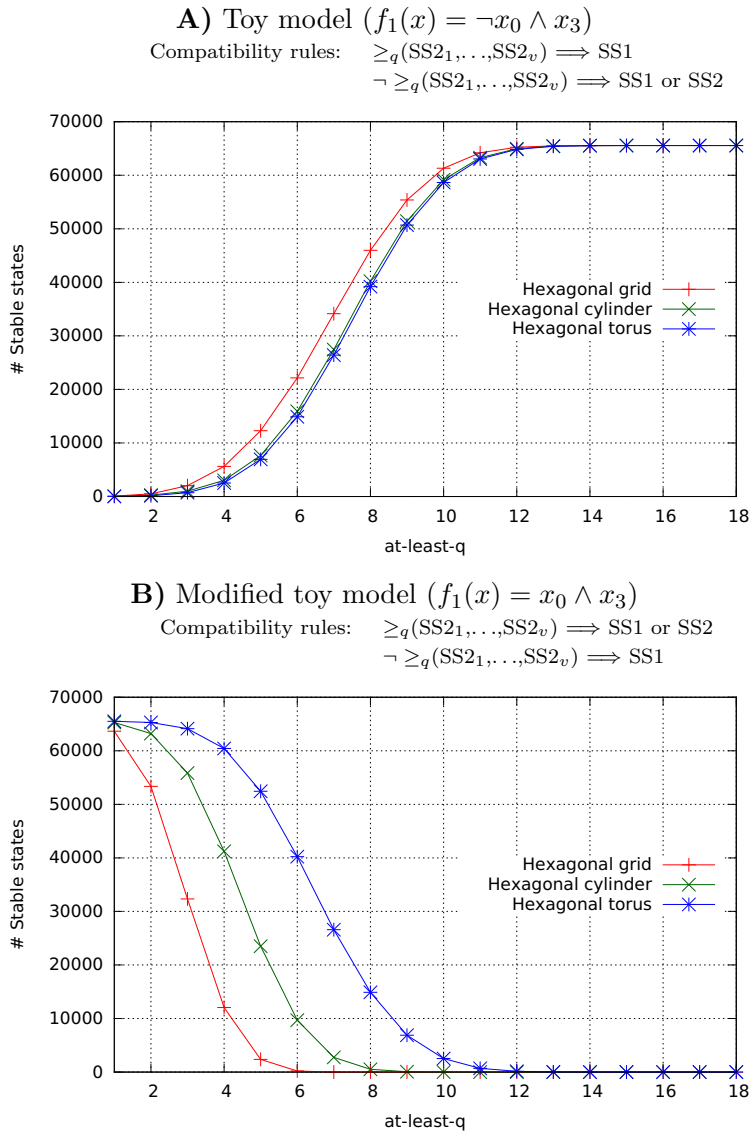 A) Toy model (f₁(x) = ¬x₀ ∧ x₃)
Compatibility rules: ≥q(SS2₁,...,SS2ᵥ) ⟹ SS1
¬ ≥q(SS2₁,...,SS2ᵥ) ⟹ SS1 or SS2
70000
60000
50000
40000
30000
20000
10000
0
# Stable states
Hexagonal grid
Hexagonal cylinder
Hexagonal torus
2 4 6 8 10 12 14 16 18
at-least-q
B) Modified toy model (f₁(x) = x₀ ∧ x₃)
Compatibility rules: ≥q(SS2₁,...,SS2ᵥ) ⟹ SS1 or SS2
¬ ≥q(SS2₁,...,SS2ᵥ) ⟹ SS1
70000
60000
50000
40000
30000
20000
10000
0
# Stable states
Hexagonal grid
Hexagonal cylinder
Hexagonal torus
2 4 6 8 10 12 14 16 18
at-least-q